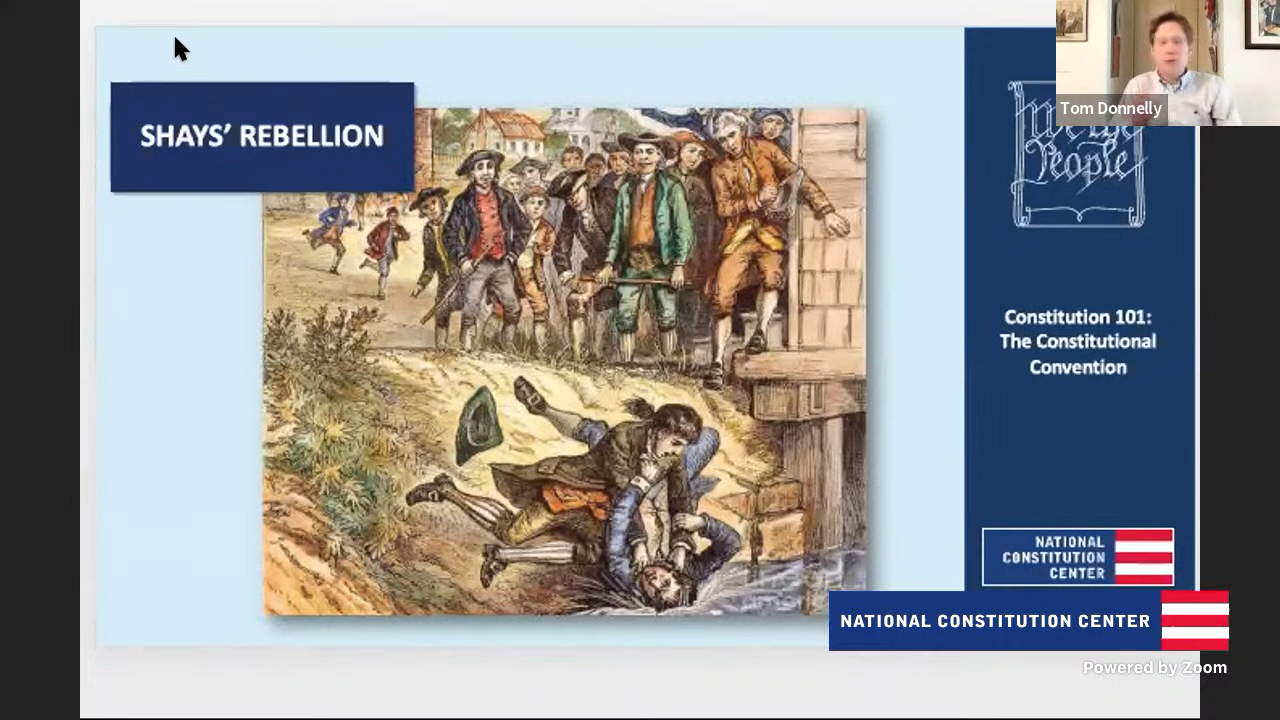 SHAYS' REBELLION
Tom Donnelly
We the
People
Constitution 101:
The Constitutional
Convention
NATIONAL
CONSTITUTION
CENTER
NATIONAL CONSTITUTION CENTER
Powered by Zoom